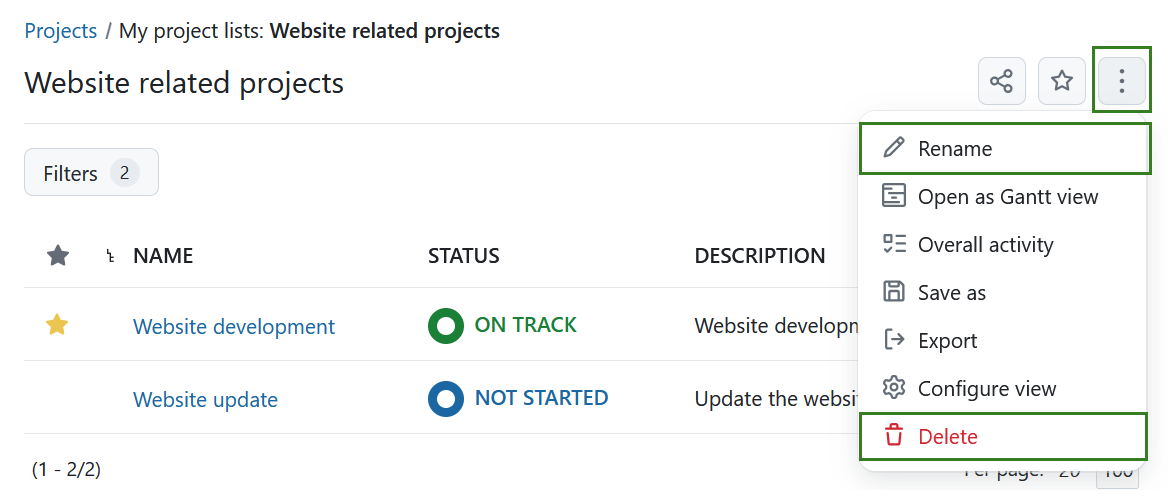 Projects / My project lists: Website related projects
Website related projects
Rename
Filters 2
Open as Gantt view
Overall activity
NAME STATUS DESCRIPTION
Save as
Website development ON TRACK Website developm
Export
Website update NOT STARTED Update the websi
Configure view
Delete
(1 - 2/2) Per page: 20 100